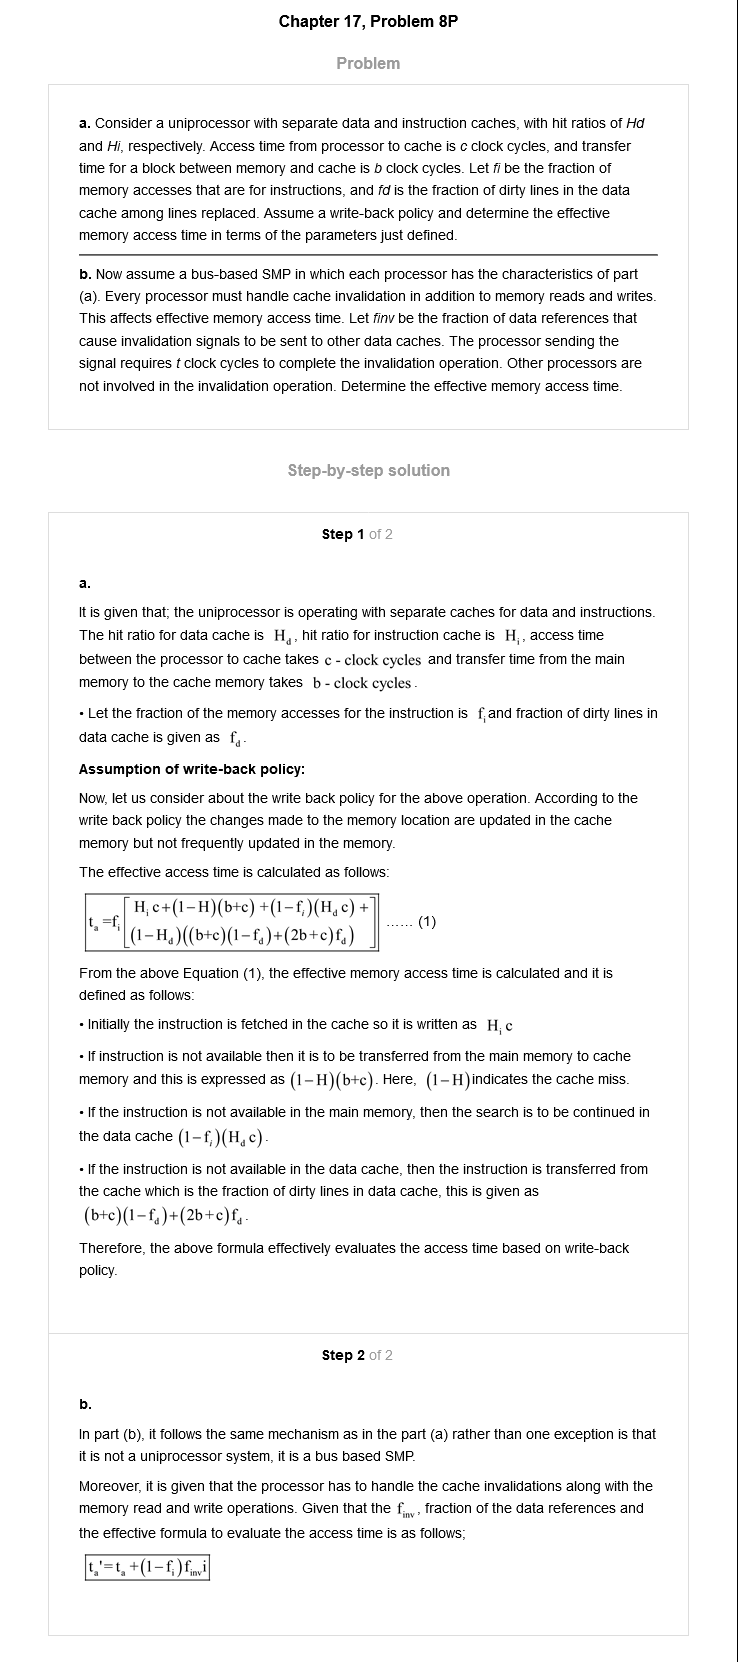 Chapter 17, Problem 8P
Problem
a. Consider a uniprocessor with separate data and instruction caches, with hit ratios of Hd
and Hi, respectively. Access time from processor to cache is c clock cycles, and transfer
time for a block between memory and cache is b clock cycles. Let fi be the fraction of
memory accesses that are for instructions, and fd is the fraction of dirty lines in the data
cache among lines replaced. Assume a write-back policy and determine the effective
memory access time in terms of the parameters just defined.
b. Now assume a bus-based SMP in which each processor has the characteristics of part
(a). Every processor must handle cache invalidation in addition to memory reads and writes.
This affects effective memory access time. Let finv be the fraction of data references that
cause invalidation signals to be sent to other data caches. The processor sending the
signal requires t clock cycles to complete the invalidation operation. Other processors are
not involved in the invalidation operation. Determine the effective memory access time.
Step-by-step solution
Step 1 of 2
a.
It is given that; the uniprocessor is operating with separate caches for data and instructions.
The hit ratio for data cache is H_d, hit ratio for instruction cache is H_i, access time
between the processor to cache takes c - clock cycles and transfer time from the main
memory to the cache memory takes b - clock cycles.
• Let the fraction of the memory accesses for the instruction is f_i and fraction of dirty lines in
data cache is given as f_d.
Assumption of write-back policy:
Now, let us consider about the write back policy for the above operation. According to the
write back policy the changes made to the memory location are updated in the cache
memory but not frequently updated in the memory.
The effective access time is calculated as follows:
t_a = f_i [H_i c+(1−H)(b+c) +(1−f_i)(H_d c) +
(1−H_d)((b+c)(1−f_d)+(2b+c)f_d)] ...... (1)
From the above Equation (1), the effective memory access time is calculated and it is
defined as follows:
• Initially the instruction is fetched in the cache so it is written as H_i c
• If instruction is not available then it is to be transferred from the main memory to cache
memory and this is expressed as (1−H)(b+c). Here, (1−H) indicates the cache miss.
• If the instruction is not available in the main memory, then the search is to be continued in
the data cache (1−f_i)(H_d c).
• If the instruction is not available in the data cache, then the instruction is transferred from
the cache which is the fraction of dirty lines in data cache, this is given as
(b+c)(1−f_d)+(2b+c)f_d.
Therefore, the above formula effectively evaluates the access time based on write-back
policy.
Step 2 of 2
b.
In part (b), it follows the same mechanism as in the part (a) rather than one exception is that
it is not a uniprocessor system, it is a bus based SMP.
Moreover, it is given that the processor has to handle the cache invalidations along with the
memory read and write operations. Given that the f_inv, fraction of the data references and
the effective formula to evaluate the access time is as follows;
t_a'=t_a +(1−f_i)f_inv i